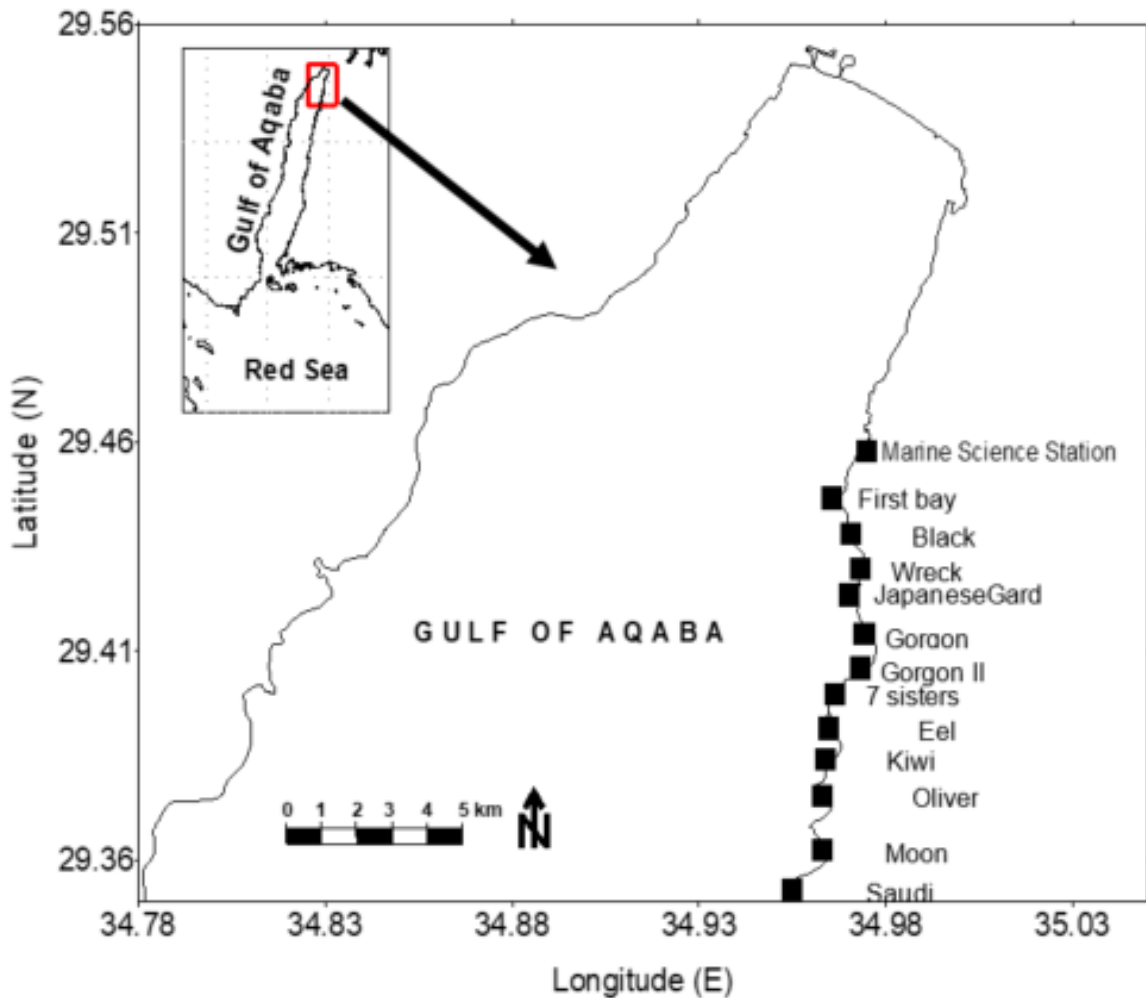 29.56
29.51
29.46
29.41
29.36
Latitude (N)
Gulf of Aqaba
Red Sea
Marine Science Station
First bay
Black
Wreck
JapaneseGard
Gorgon
Gorgon II
7 sisters
Eel
Kiwi
Oliver
Moon
Saudi
GULF OF AQABA
0 1 2 3 4 5 km
N
34.78 34.83 34.88 34.93 34.98 35.03
Longitude (E)